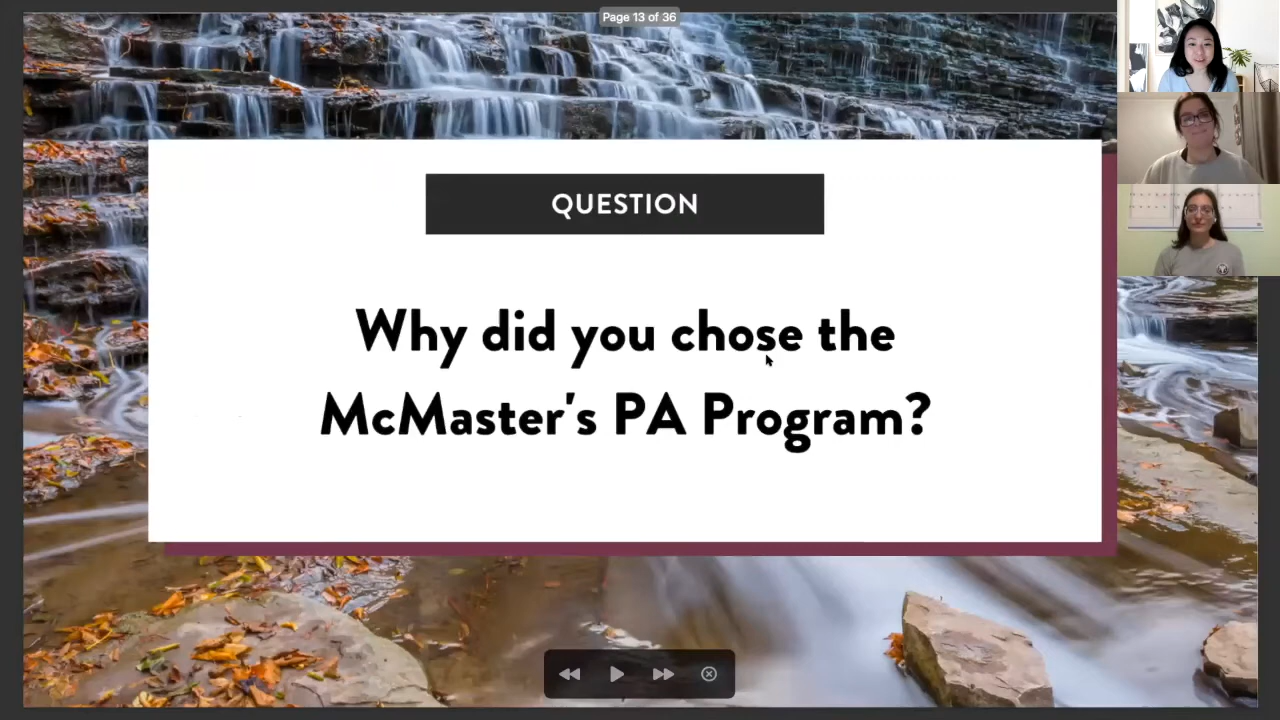 Page 13 of 36
QUESTION
Why did you chose the
McMaster's PA Program?